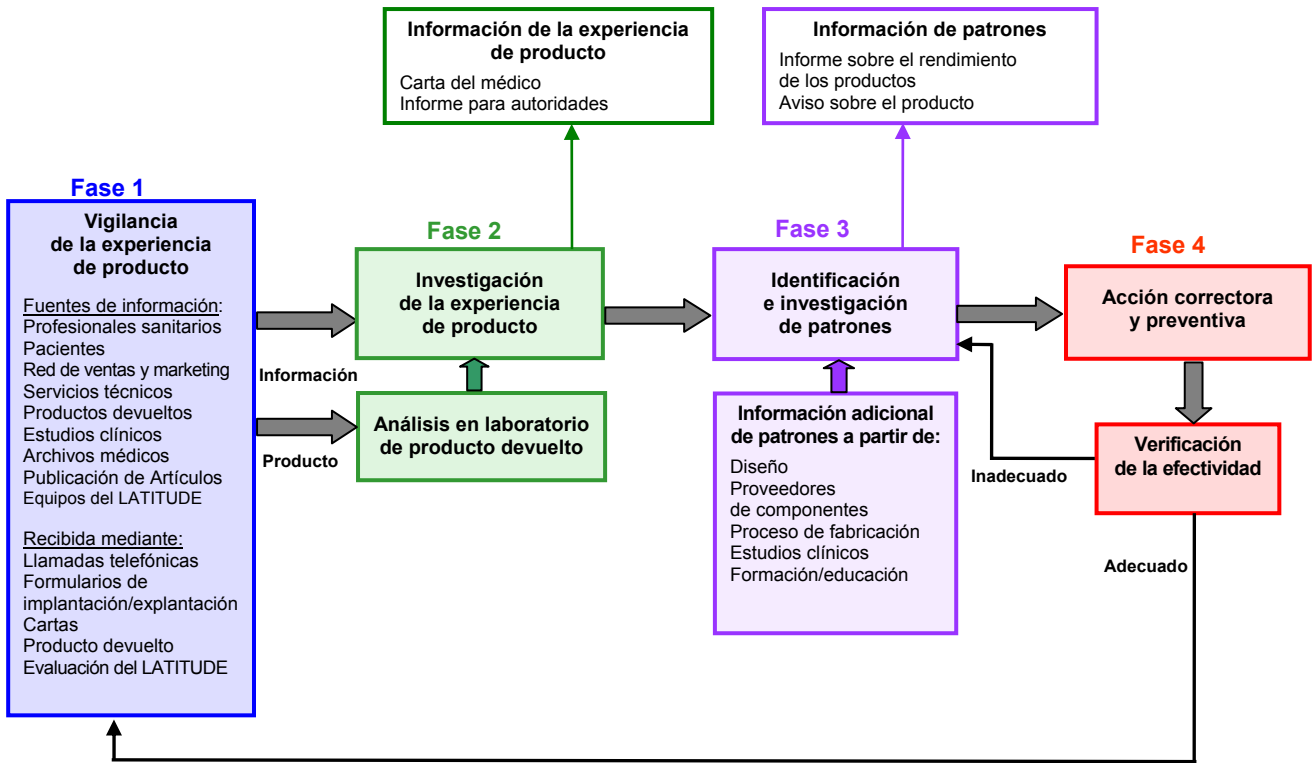 Información de la experiencia
de producto
Carta del médico
Informe para autoridades
Información de patrones
Informe sobre el rendimiento
de los productos
Aviso sobre el producto
Fase 1
Vigilancia
de la experiencia
de producto
Fuentes de información:
Profesionales sanitarios
Pacientes
Red de ventas y marketing
Servicios técnicos
Productos devueltos
Estudios clínicos
Archivos médicos
Publicación de Artículos
Equipos del LATITUDE
Recibida mediante:
Llamadas telefónicas
Formularios de
implantación/explantación
Cartas
Producto devuelto
Evaluación del LATITUDE
Información
Producto
Fase 2
Investigación
de la experiencia
de producto
Análisis en laboratorio
de producto devuelto
Fase 3
Identificación
e investigación
de patrones
Información adicional
de patrones a partir de:
Diseño
Proveedores
de componentes
Proceso de fabricación
Estudios clínicos
Formación/educación
Fase 4
Acción correctora
y preventiva
Verificación
de la efectividad
Inadecuado
Adecuado